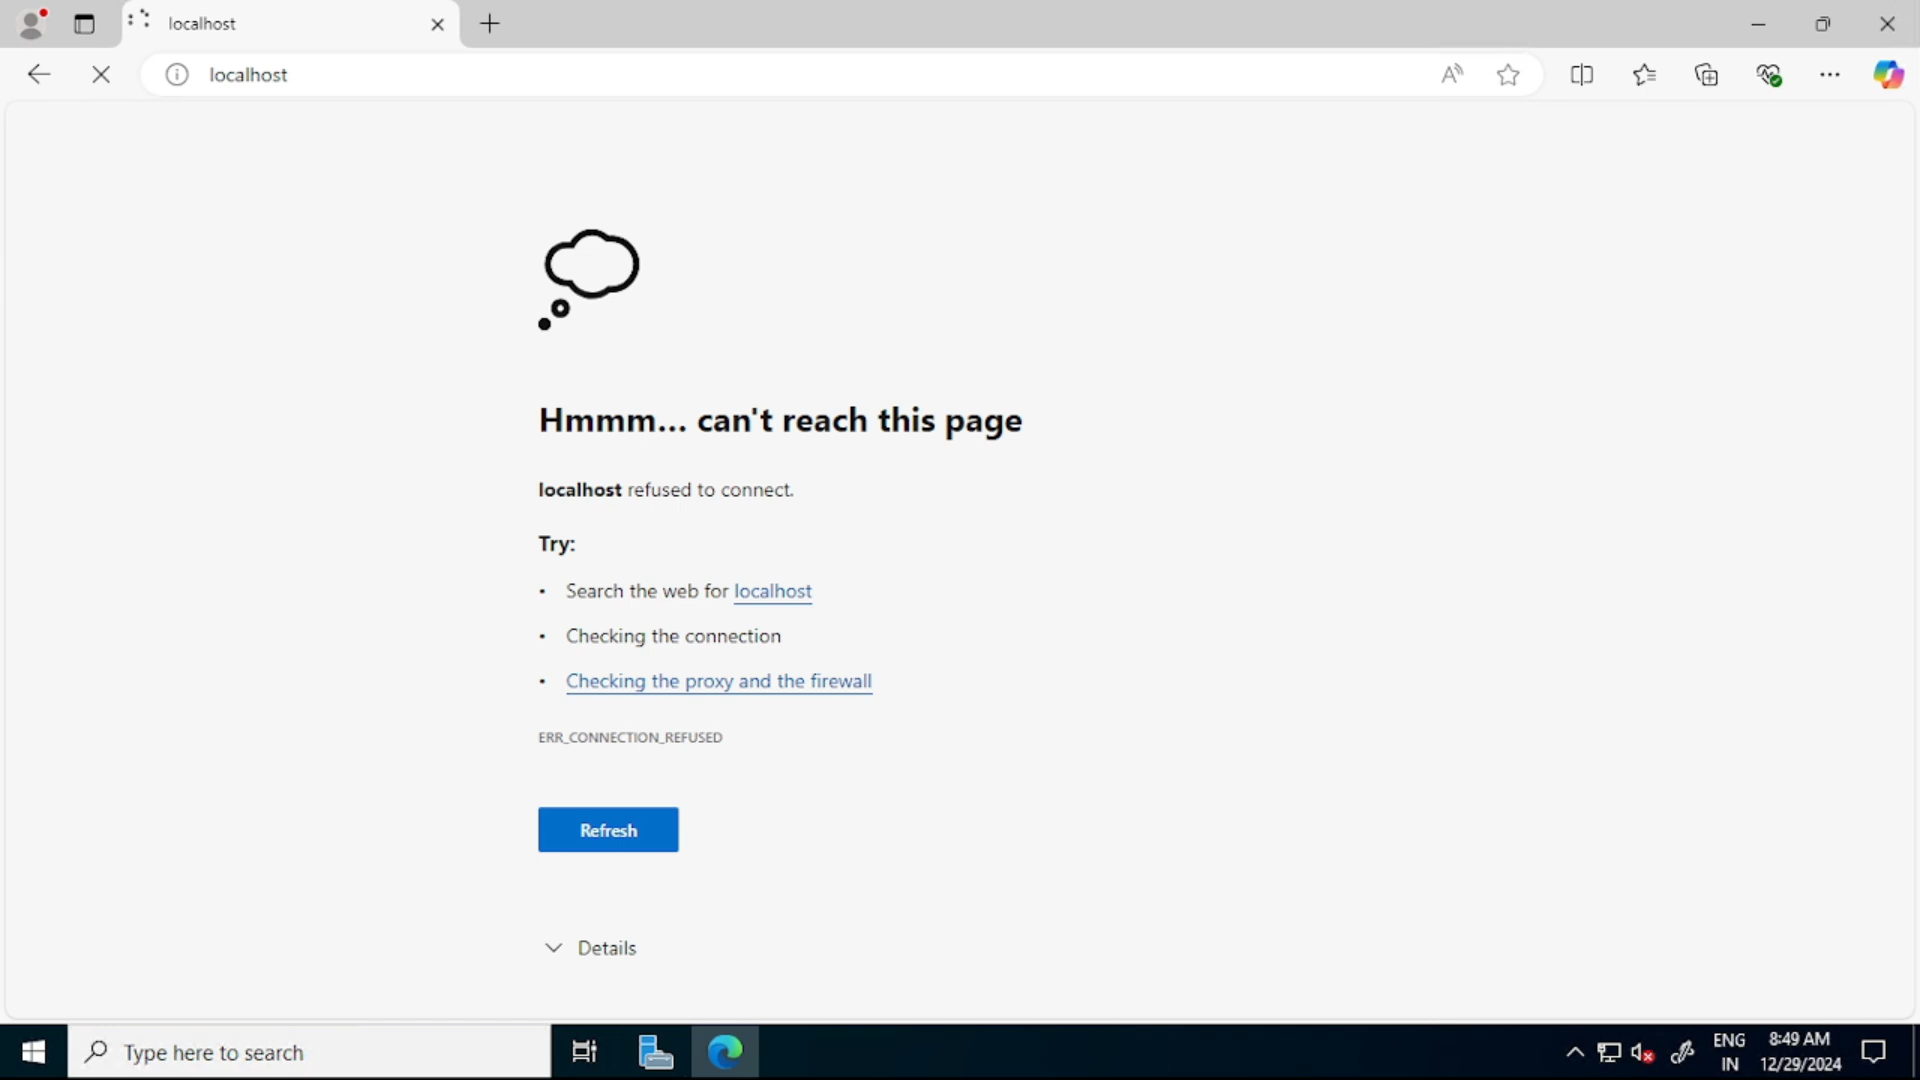 localhost
localhost
Hmmm... can't reach this page
localhost refused to connect.
Try:
• Search the web for localhost
• Checking the connection
• Checking the proxy and the firewall
ERR_CONNECTION_REFUSED
Refresh
Details
Type here to search
ENG
IN
8:49 AM
12/29/2024